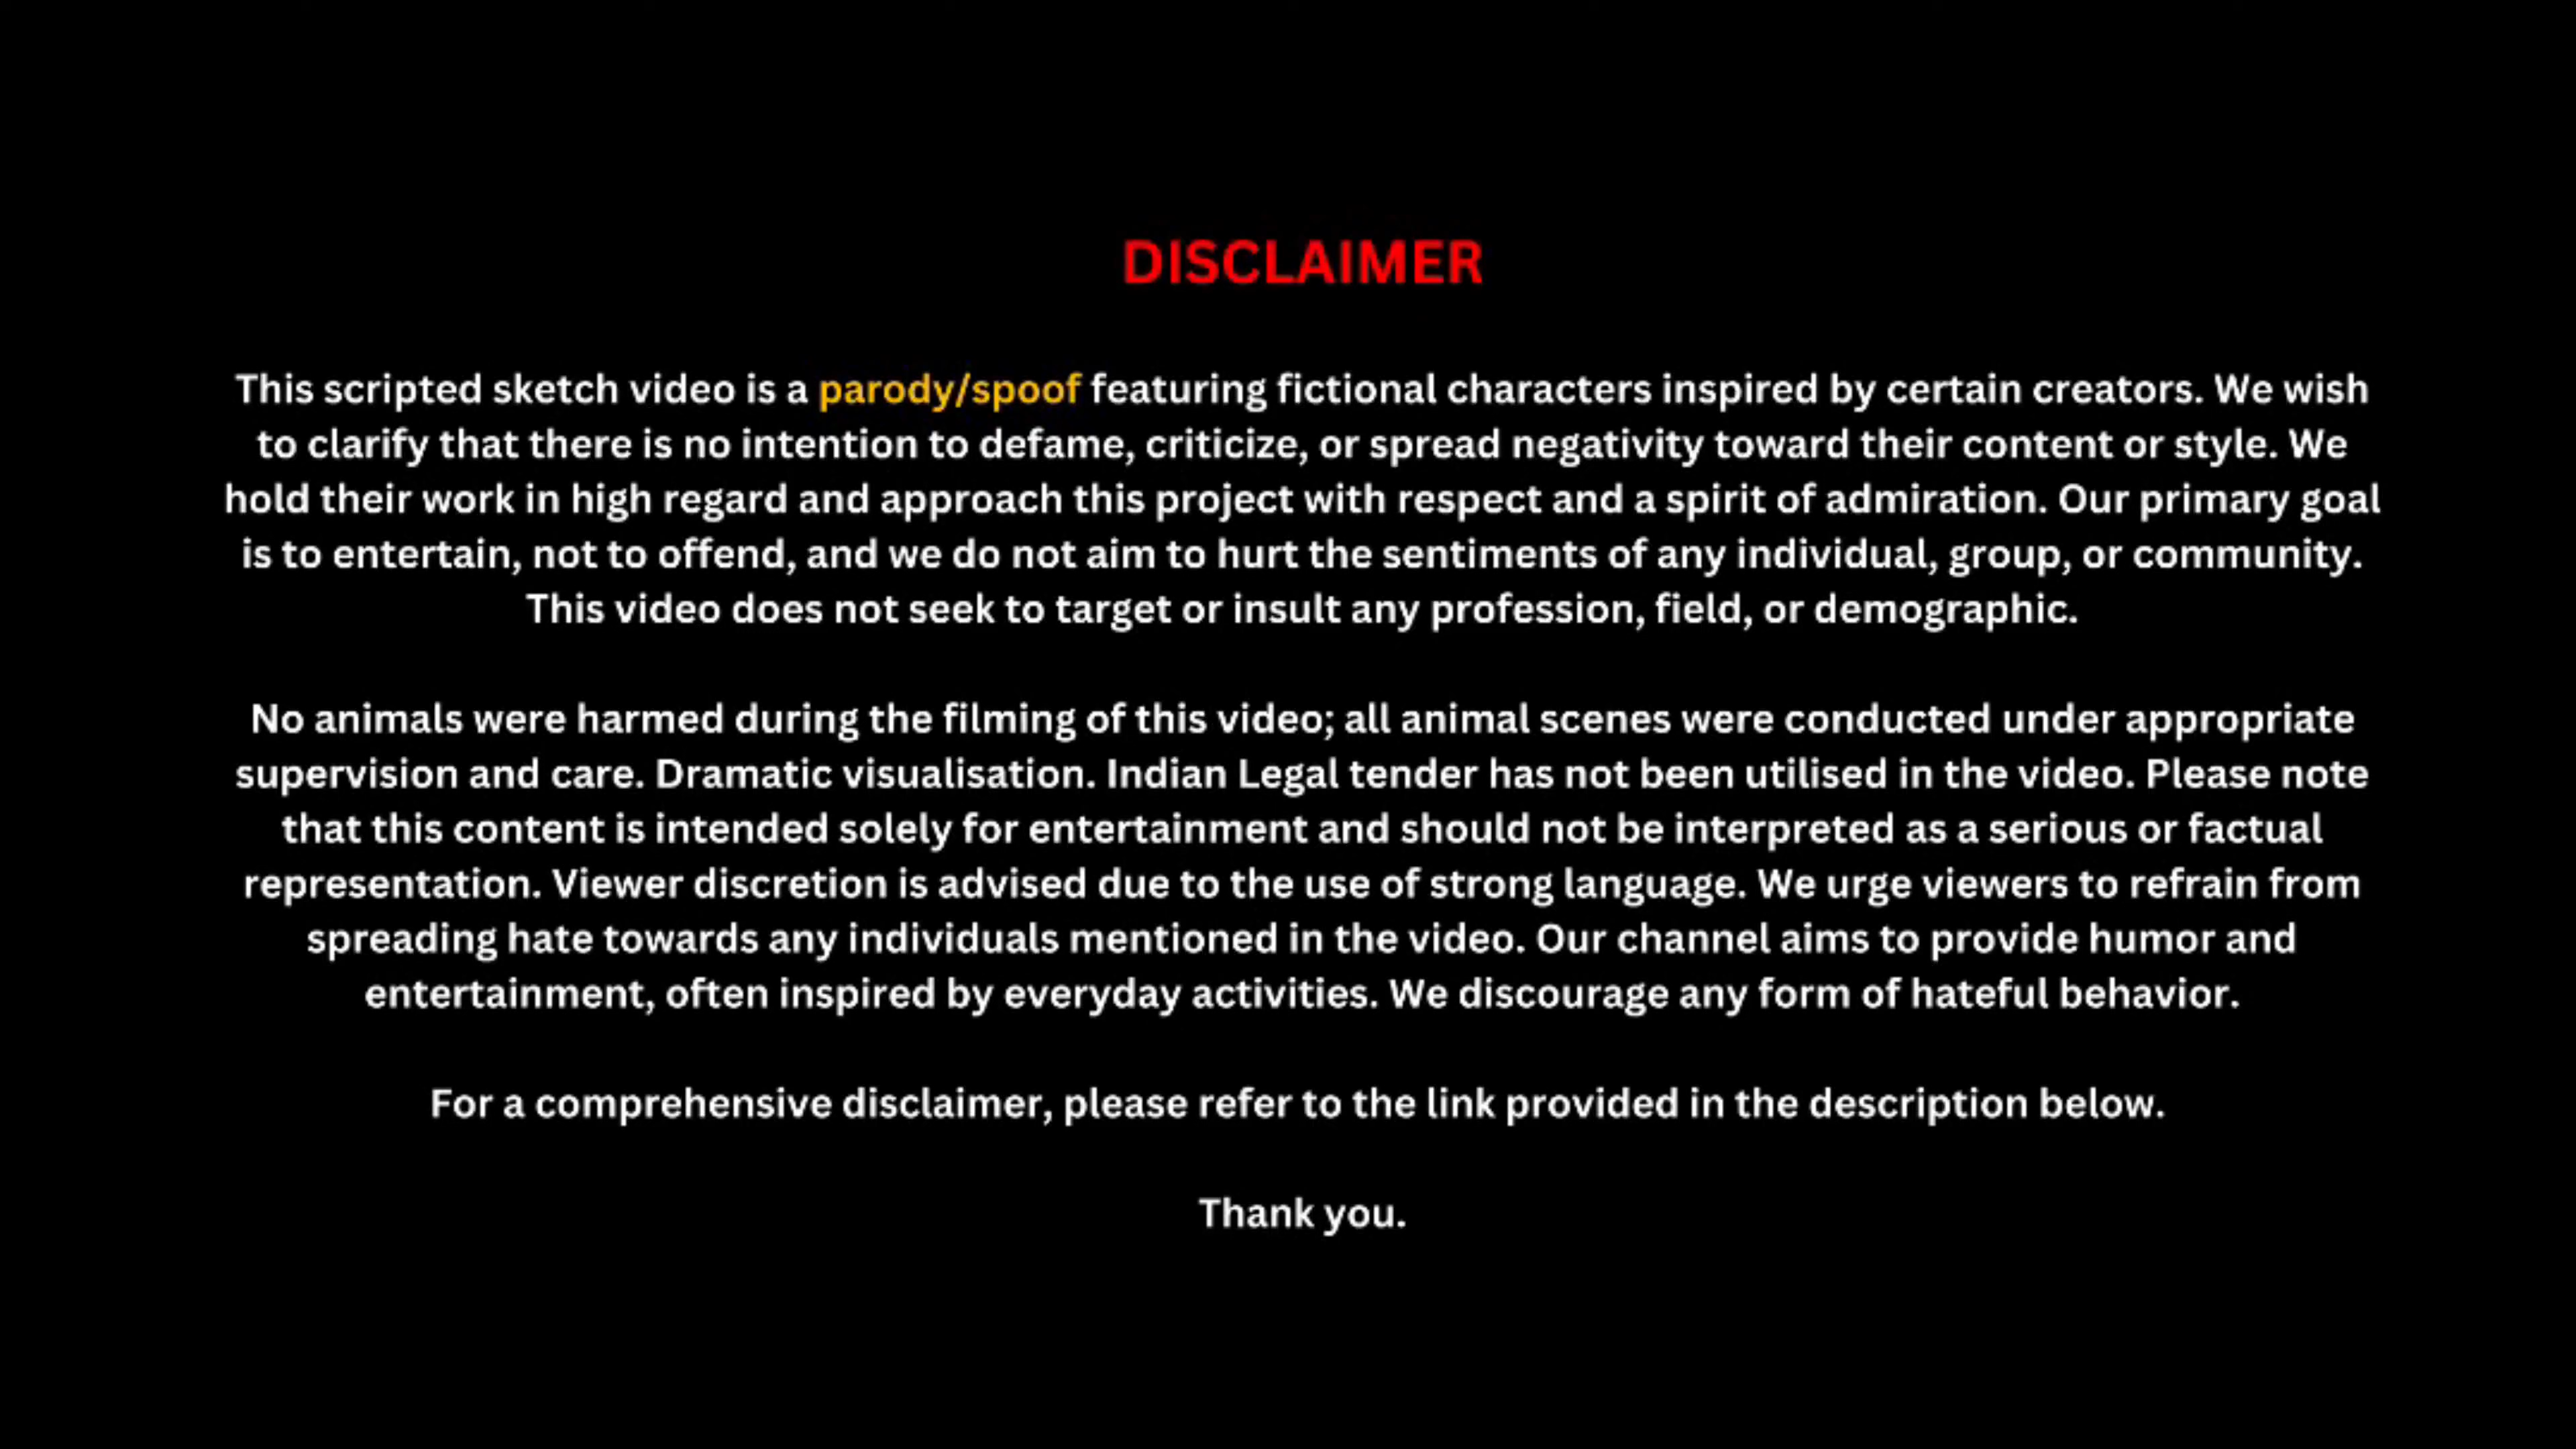 DISCLAIMER
This scripted sketch video is a parody/spoof featuring fictional characters inspired by certain creators. We wish
to clarify that there is no intention to defame, criticize, or spread negativity toward their content or style. We
hold their work in high regard and approach this project with respect and a spirit of admiration. Our primary goal
is to entertain, not to offend, and we do not aim to hurt the sentiments of any individual, group, or community.
This video does not seek to target or insult any profession, field, or demographic.
No animals were harmed during the filming of this video; all animal scenes were conducted under appropriate
supervision and care. Dramatic visualisation. Indian Legal tender has not been utilised in the video. Please note
that this content is intended solely for entertainment and should not be interpreted as a serious or factual
representation. Viewer discretion is advised due to the use of strong language. We urge viewers to refrain from
spreading hate towards any individuals mentioned in the video. Our channel aims to provide humor and
entertainment, often inspired by everyday activities. We discourage any form of hateful behavior.
For a comprehensive disclaimer, please refer to the link provided in the description below.
Thank you.